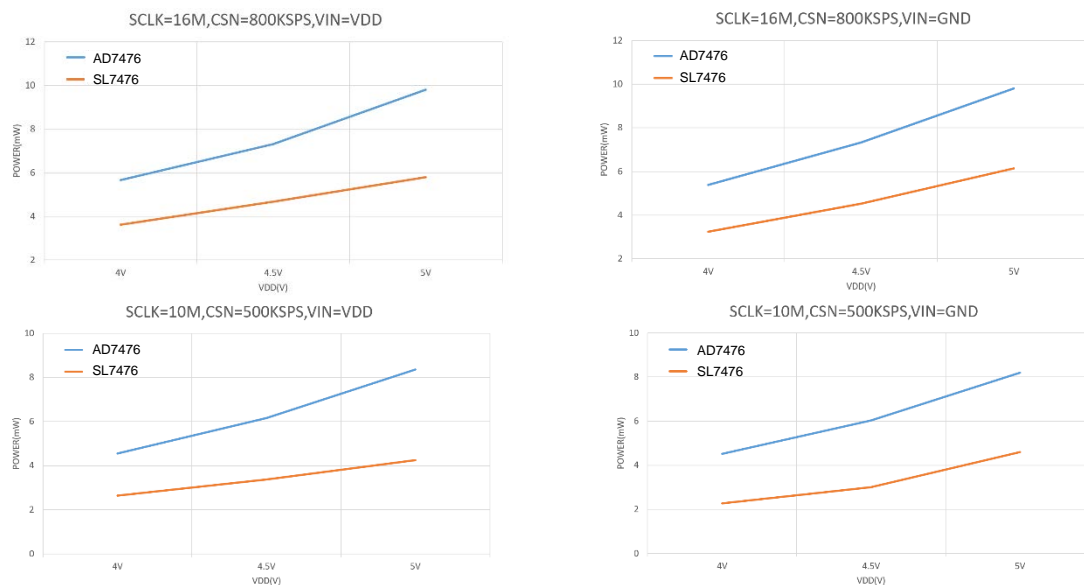 SCLK=16M,CSN=800KSPS,VIN=VDD
12
10
8
6
4
2
POWER(mW)
AD7476
SL7476
4V 4.5V 5V
VDD(V)
SCLK=16M,CSN=800KSPS,VIN=GND
12
10
8
6
4
2
POWER(mW)
AD7476
SL7476
4V 4.5V 5V
VDD(V)
SCLK=10M,CSN=500KSPS,VIN=VDD
10
8
6
4
2
0
POWER(mW)
AD7476
SL7476
4V 4.5V 5V
VDD(V)
SCLK=10M,CSN=500KSPS,VIN=GND
10
8
6
4
2
0
POWER(mW)
AD7476
SL7476
4V 4.5V 5V
VDD(V)